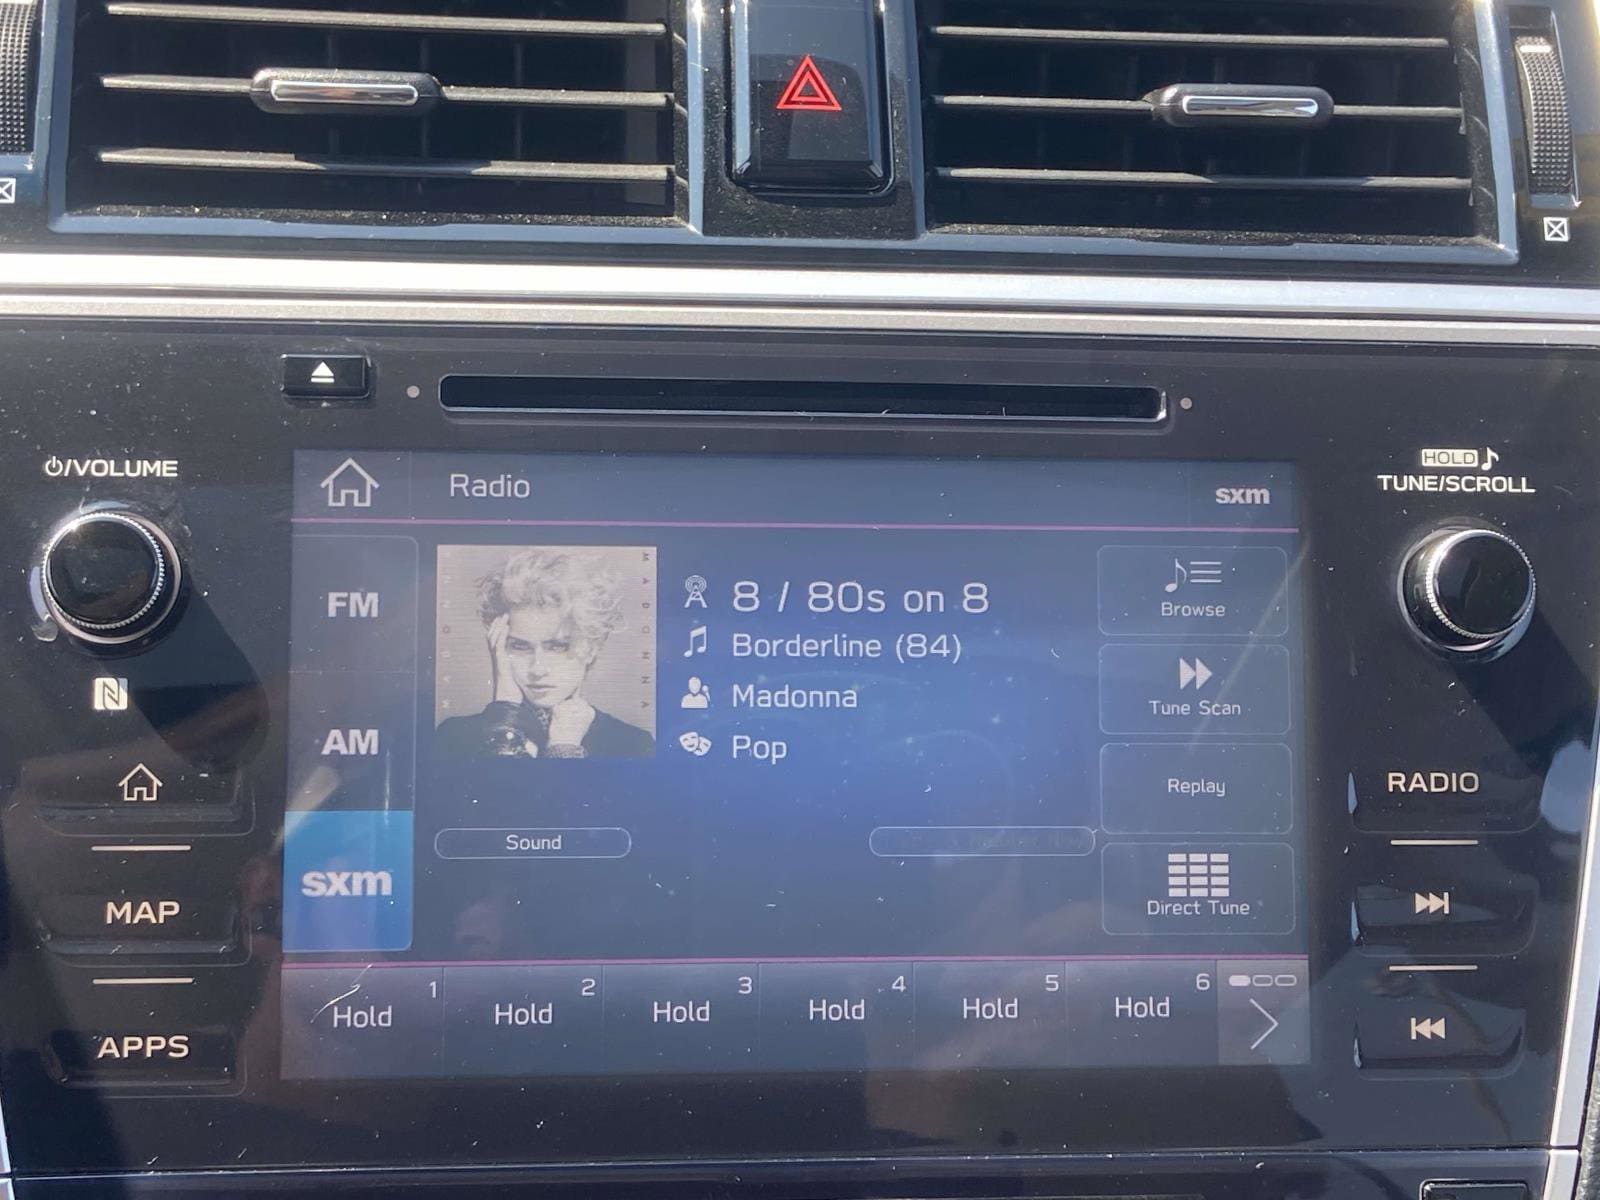 ⏻/VOLUME
HOLD
TUNE/SCROLL
Radio
sxm
FM
AM
sxm
MADONNA
8 / 80s on 8
Borderline (84)
Madonna
Pop
Browse
Tune Scan
Replay
Direct Tune
Sound
1
Hold
2
Hold
3
Hold
4
Hold
5
Hold
6
Hold
MAP
APPS
RADIO